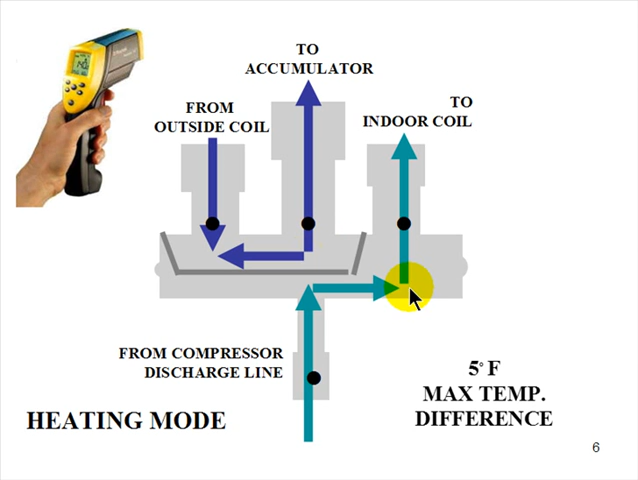 TO
ACCUMULATOR
FROM
OUTSIDE COIL
TO
INDOOR COIL
FROM COMPRESSOR
DISCHARGE LINE
5° F
MAX TEMP.
DIFFERENCE
HEATING MODE
6